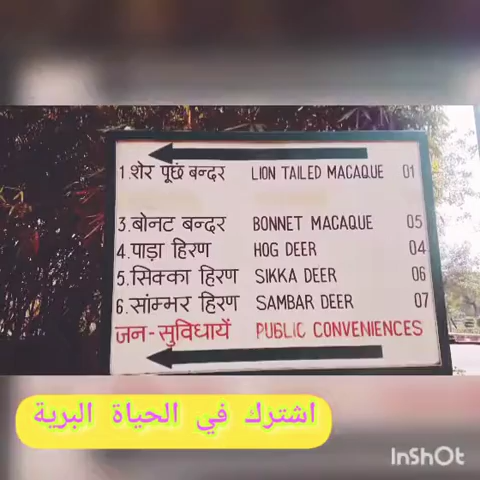 1.शेर पूछं बन्दर LION TAILED MACAQUE 01
3.बोनट बन्दर BONNET MACAQUE 05
4.पाड़ा हिरण HOG DEER 04
5.सिक्का हिरण SIKKA DEER 06
6.सांम्भर हिरण SAMBAR DEER 07
जन-सुविधायें PUBLIC CONVENIENCES
اشترك في الحياة البرية
InShOt